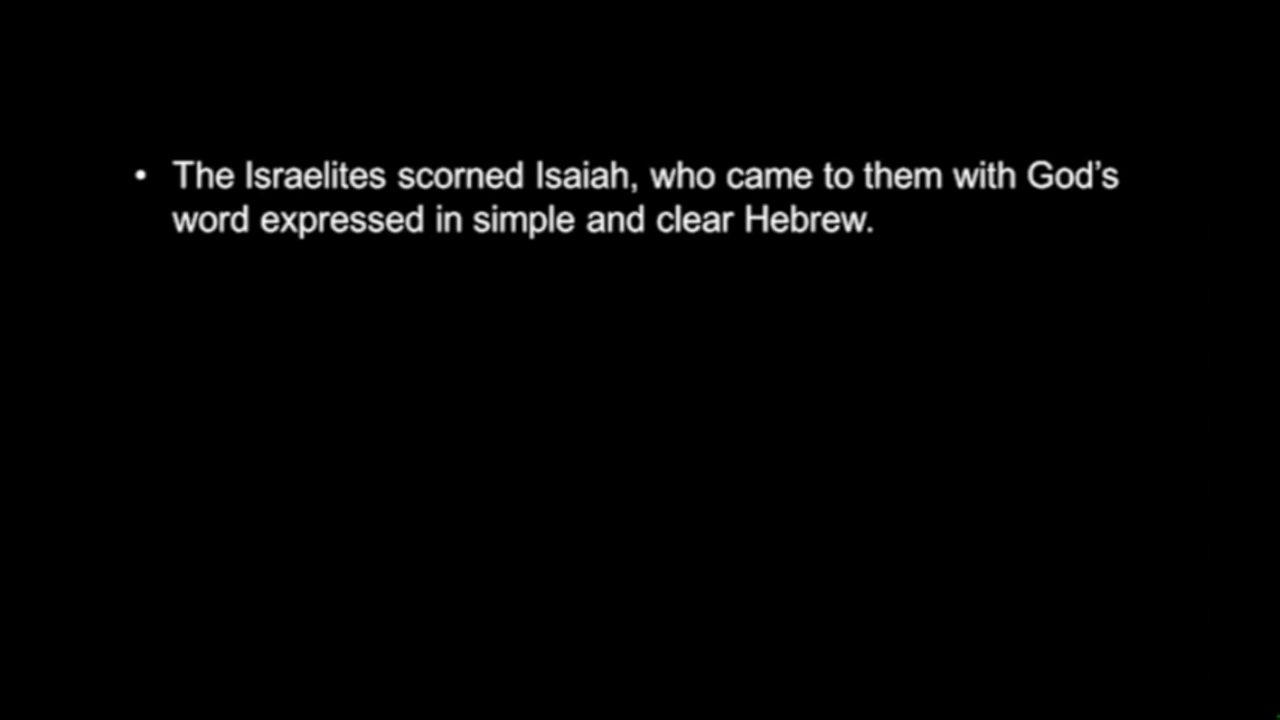 • The Israelites scorned Isaiah, who came to them with God’s
word expressed in simple and clear Hebrew.